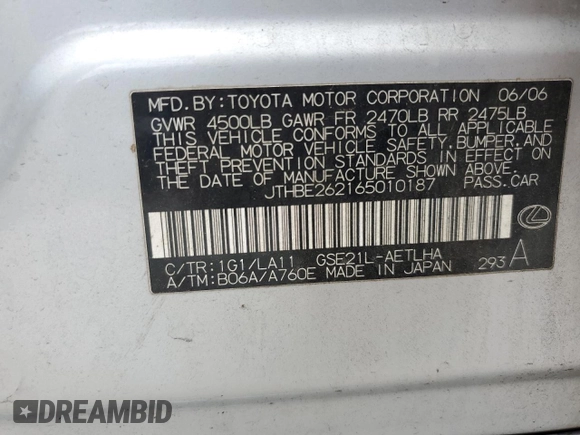 MFD.BY:TOYOTA MOTOR CORPORATION 06/06
GVWR 4500LB GAWR FR 2470LB RR 2475LB
THIS VEHICLE CONFORMS TO ALL APPLICABLE
FEDERAL MOTOR VEHICLE SAFETY,BUMPER,AND
THEFT PREVENTION STANDARDS IN EFFECT ON
THE DATE OF MANUFACTURE SHOWN ABOVE.
JTHBE262165010187 PASS.CAR
C/TR:1G1/LA11 GSE21L-AETLHA
A/TM:B06A/A760E MADE IN JAPAN 293 A
DREAMBID